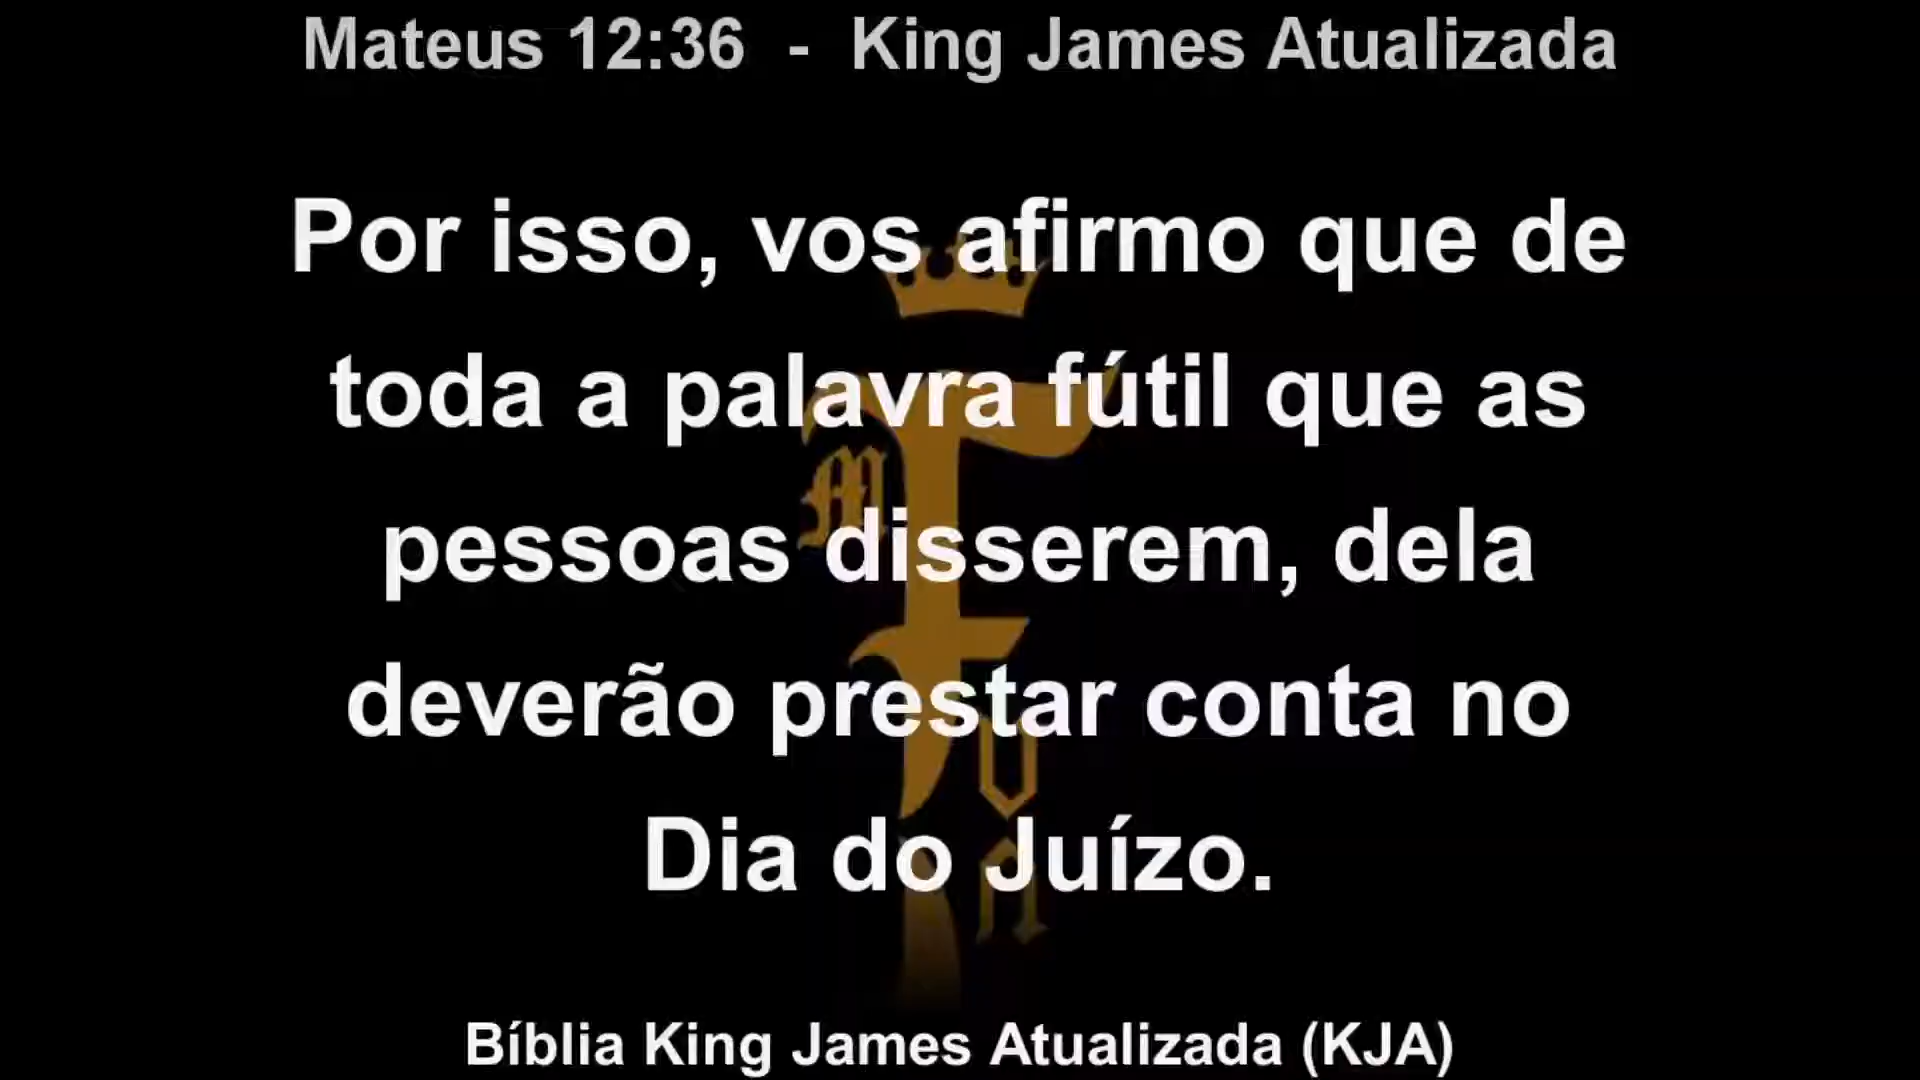 Mateus 12:36 - King James Atualizada
Por isso, vos afirmo que de
toda a palavra fútil que as
pessoas disserem, dela
deverão prestar conta no
Dia do Juízo.
Bíblia King James Atualizada (KJA)